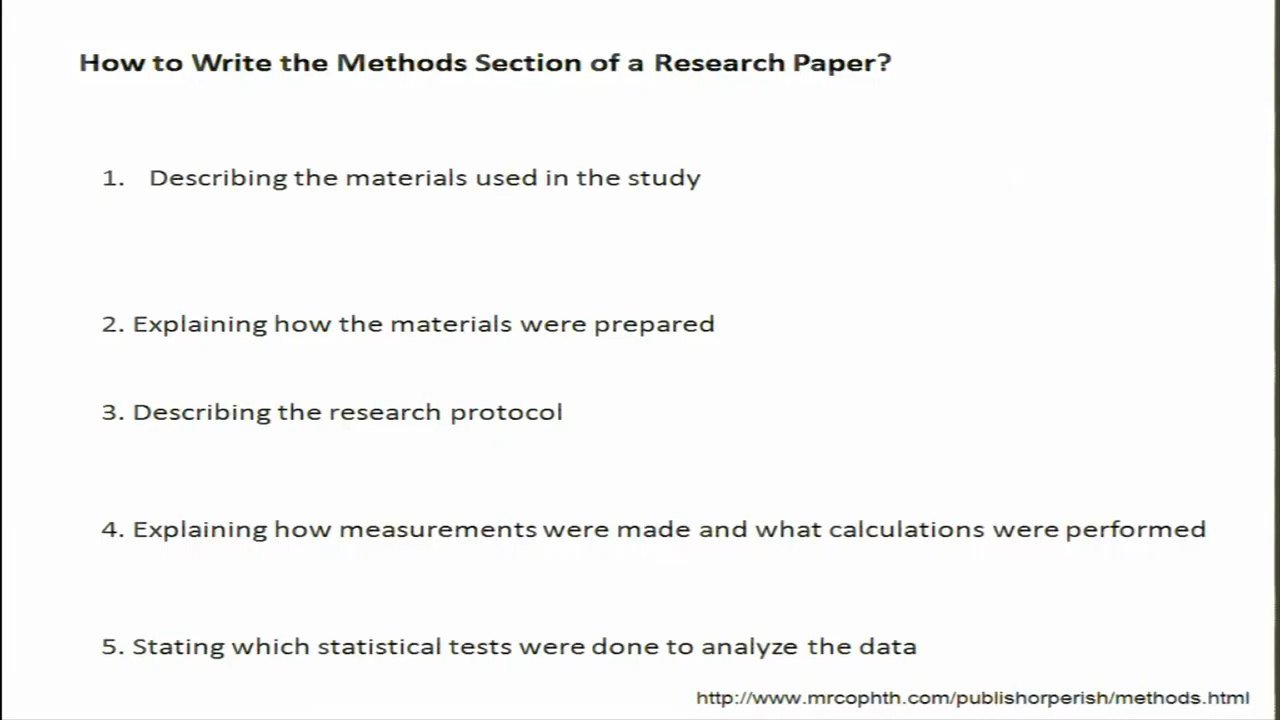 How to Write the Methods Section of a Research Paper?
1. Describing the materials used in the study
2. Explaining how the materials were prepared
3. Describing the research protocol
4. Explaining how measurements were made and what calculations were performed
5. Stating which statistical tests were done to analyze the data
http://www.mrcophth.com/publishorperish/methods.html